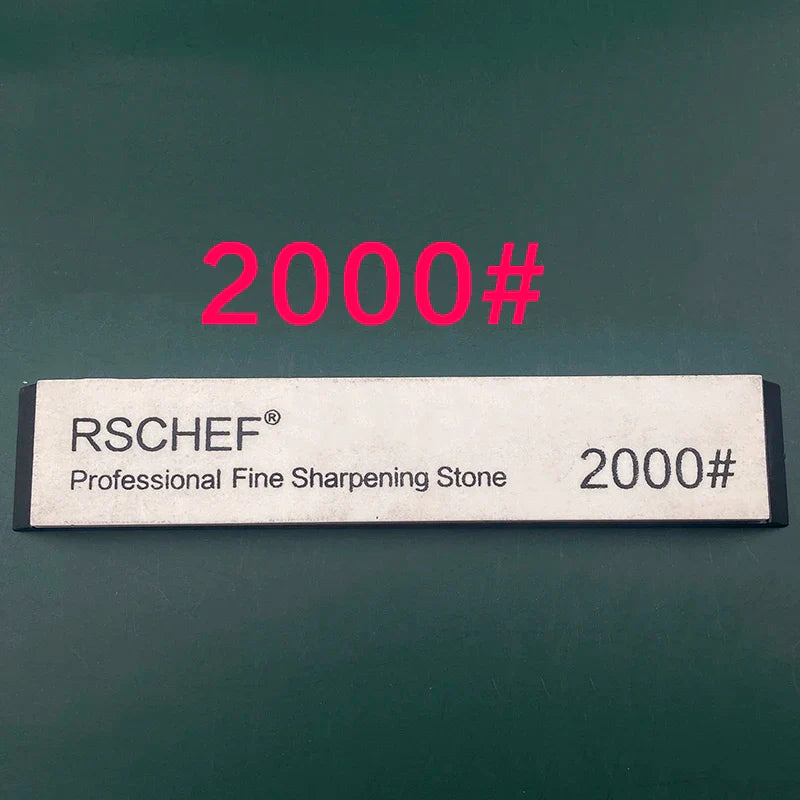 2000#
RSCHEF®
Professional Fine Sharpening Stone
2000#